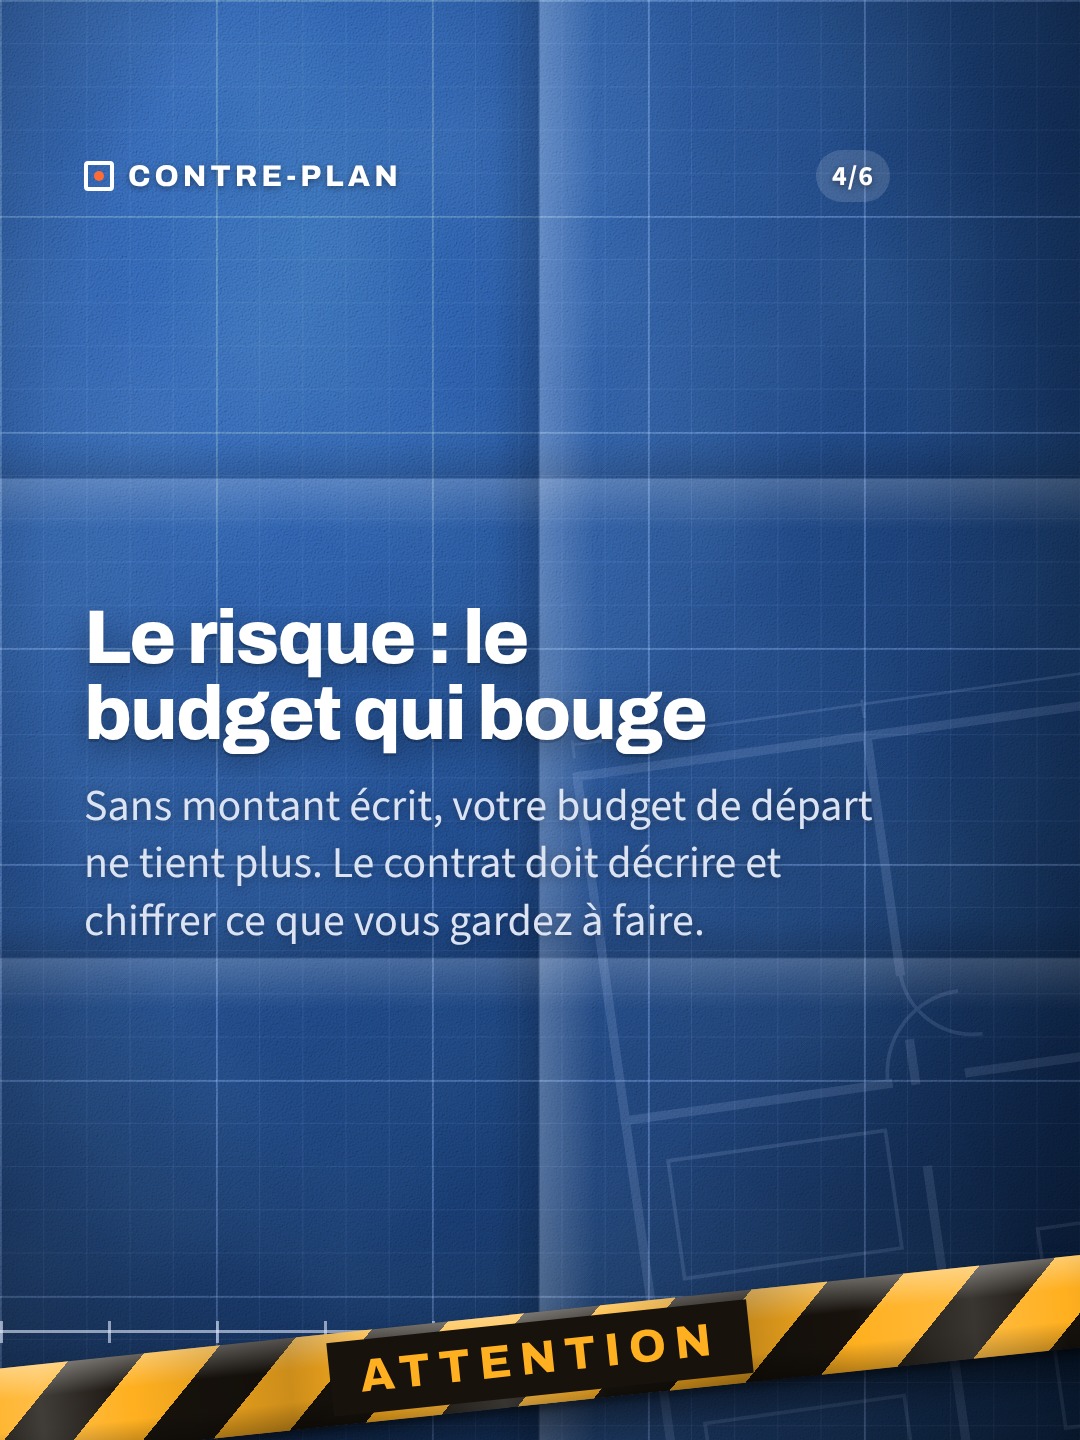 CONTRE-PLAN
4/6
Le risque : le
budget qui bouge
Sans montant écrit, votre budget de départ
ne tient plus. Le contrat doit décrire et
chiffrer ce que vous gardez à faire.
ATTENTION